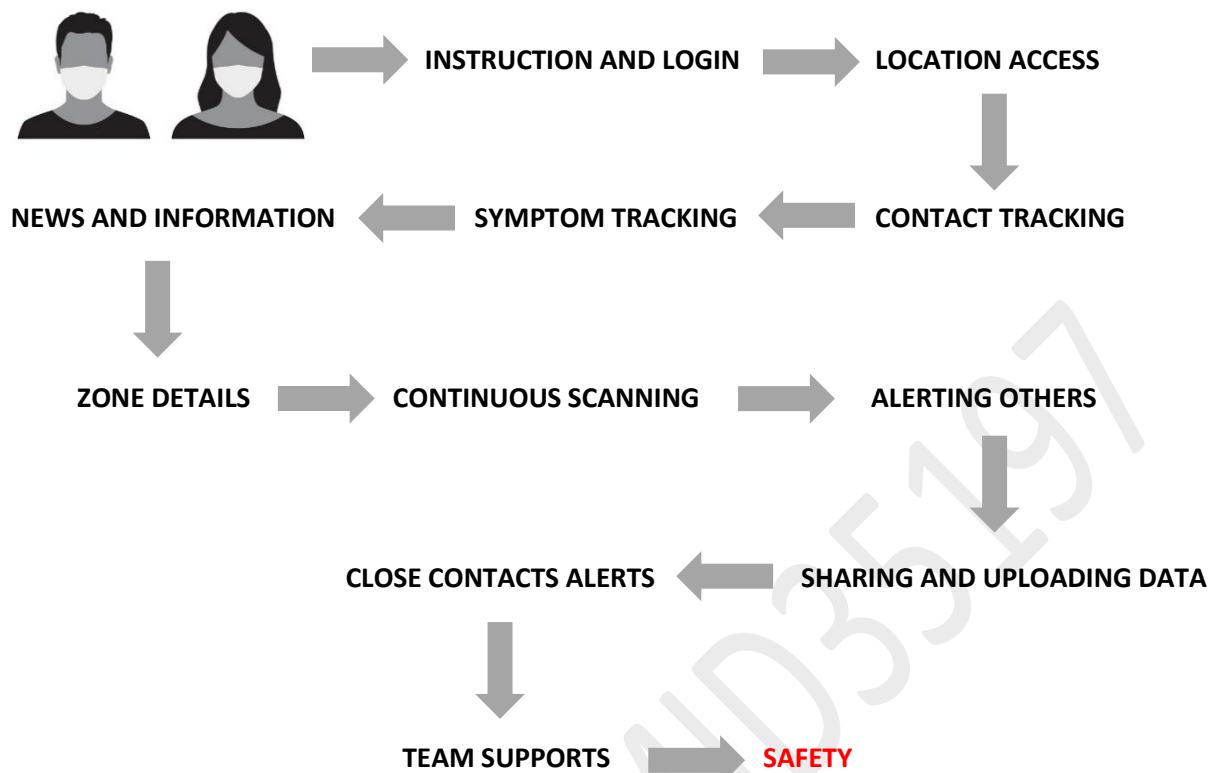 INSTRUCTION AND LOGIN
LOCATION ACCESS
CONTACT TRACKING
SYMPTOM TRACKING
NEWS AND INFORMATION
ZONE DETAILS
CONTINUOUS SCANNING
ALERTING OTHERS
SHARING AND UPLOADING DATA
CLOSE CONTACTS ALERTS
TEAM SUPPORTS
SAFETY